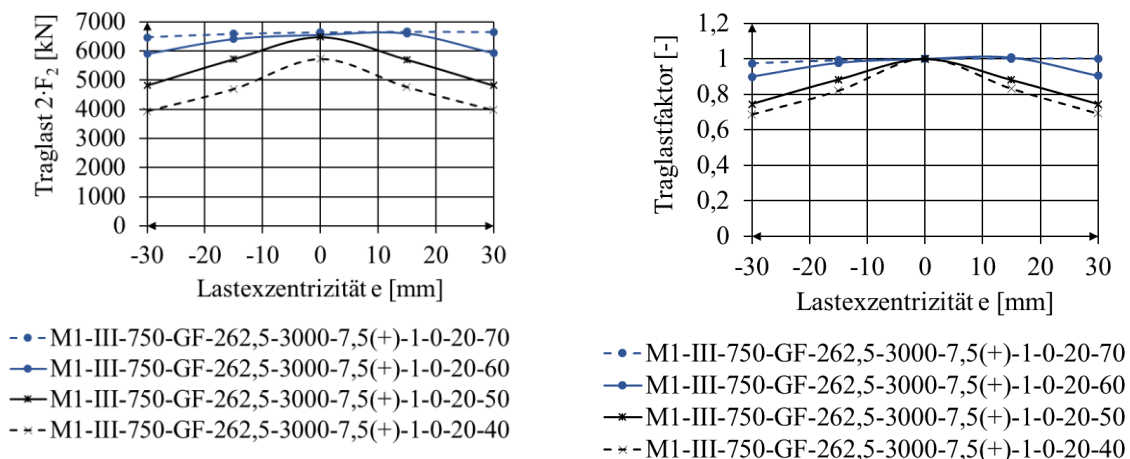 7000
6000
5000
4000
3000
2000
1000
0
Traglast 2·F₂ [kN]
-30 -20 -10 0 10 20 30
Lastexzentrizität e [mm]
M1-III-750-GF-262,5-3000-7,5(+)-1-0-20-70
M1-III-750-GF-262,5-3000-7,5(+)-1-0-20-60
M1-III-750-GF-262,5-3000-7,5(+)-1-0-20-50
M1-III-750-GF-262,5-3000-7,5(+)-1-0-20-40
1,2
1
0,8
0,6
0,4
0,2
0
Traglastfaktor [-]
-30 -20 -10 0 10 20 30
Lastexzentrizität e [mm]
M1-III-750-GF-262,5-3000-7,5(+)-1-0-20-70
M1-III-750-GF-262,5-3000-7,5(+)-1-0-20-60
M1-III-750-GF-262,5-3000-7,5(+)-1-0-20-50
M1-III-750-GF-262,5-3000-7,5(+)-1-0-20-40